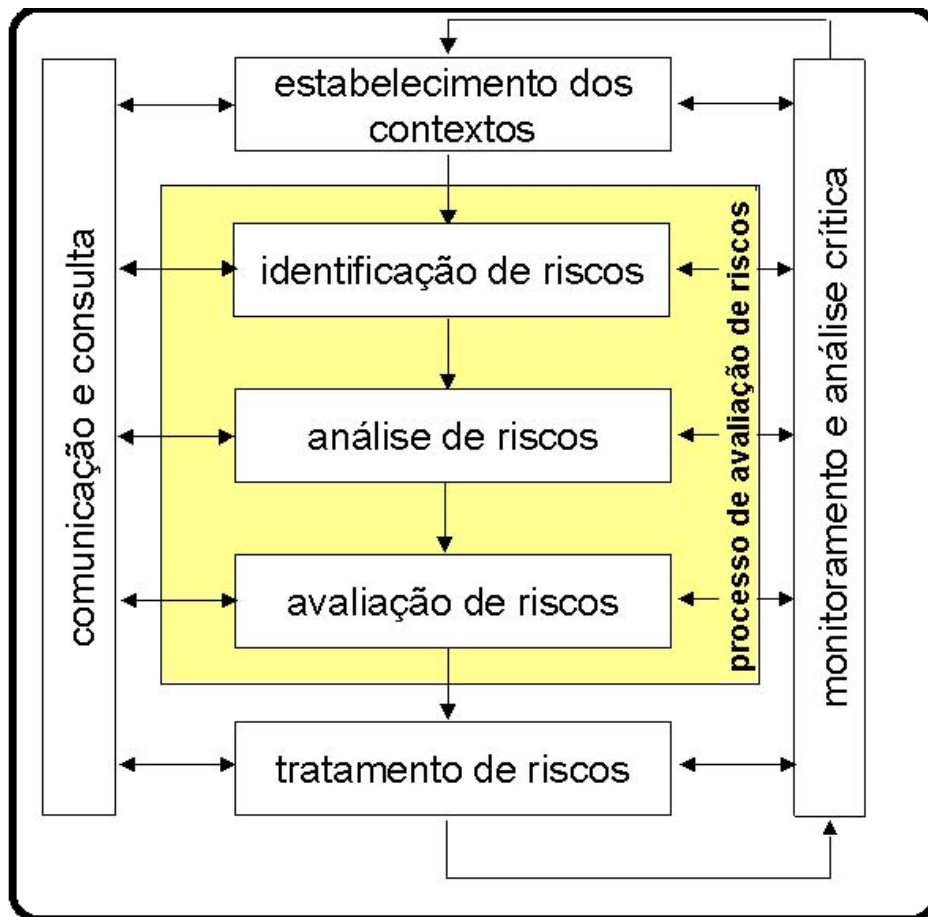 estabelecimento dos
contextos
comunicação e consulta
identificação de riscos
análise de riscos
avaliação de riscos
processo de avaliação de riscos
monitoramento e análise crítica
tratamento de riscos